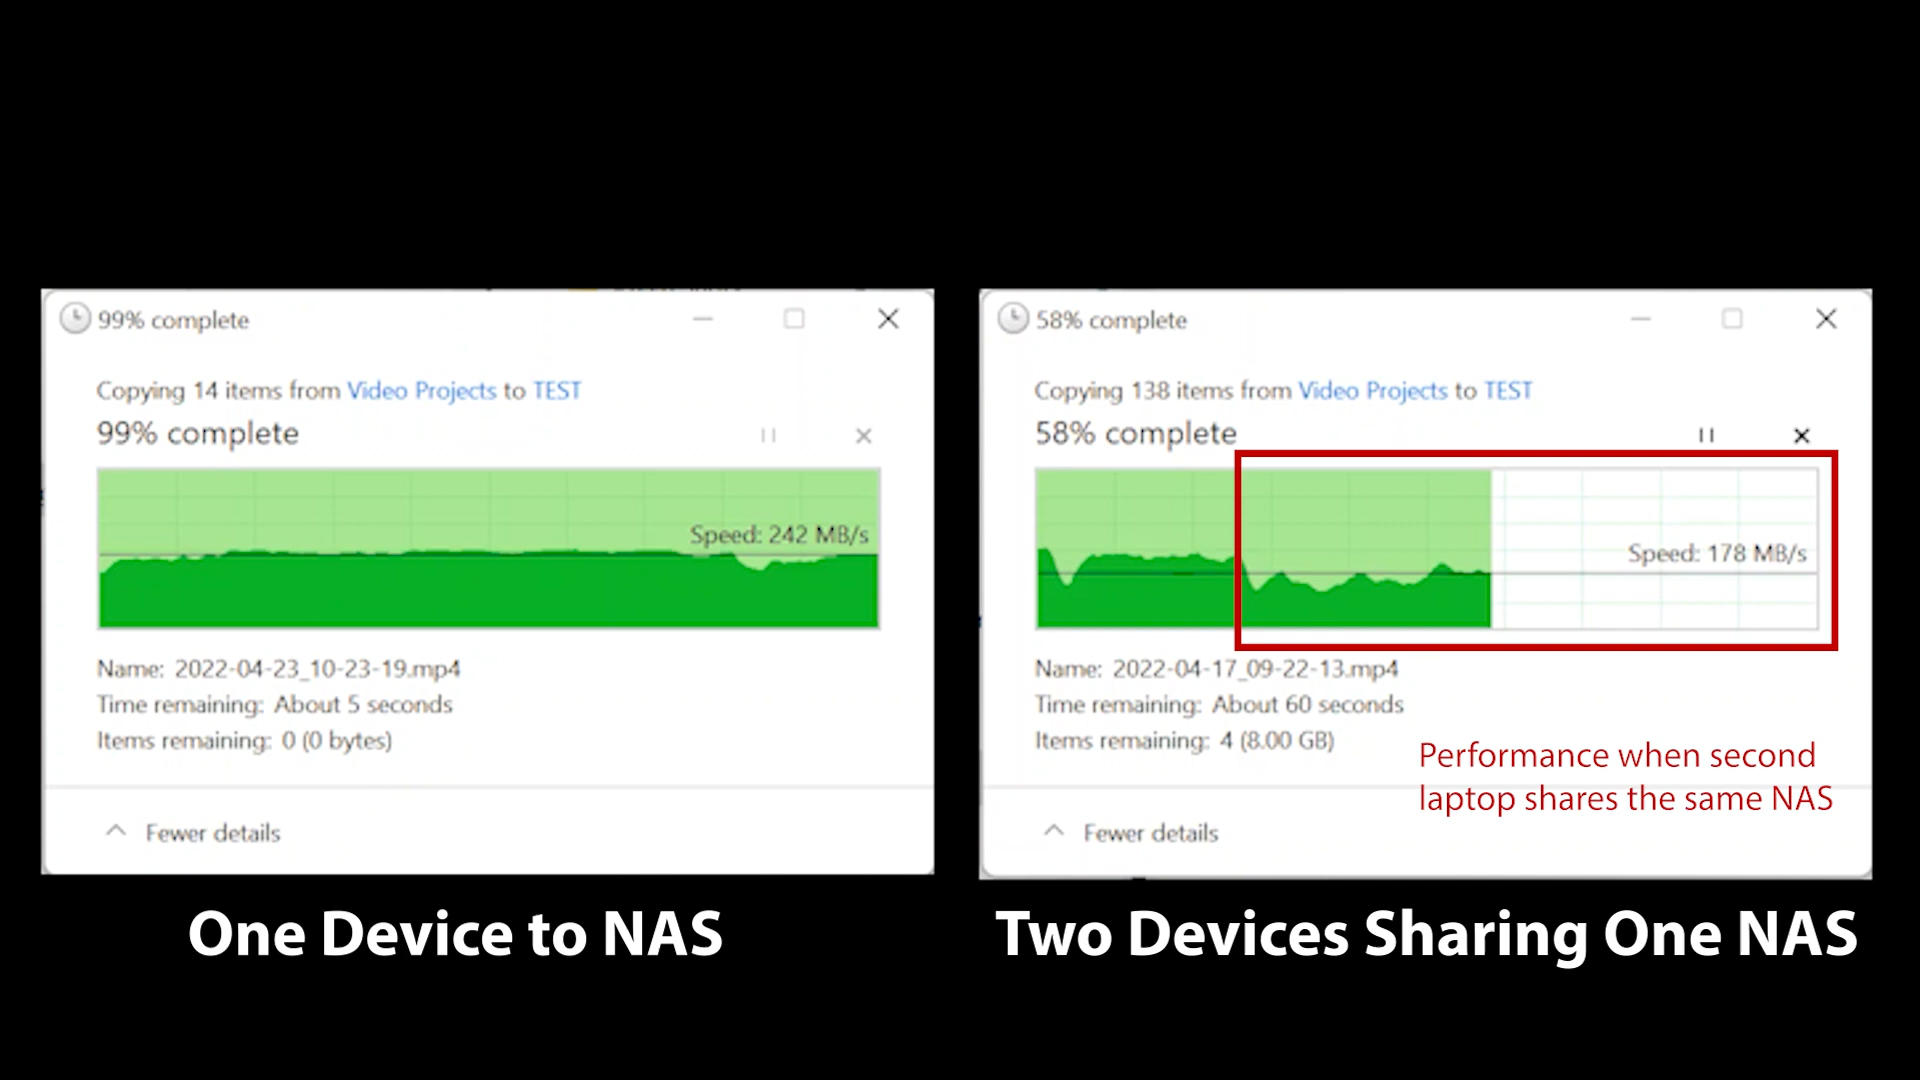 99% complete
Copying 14 items from Video Projects to TEST
99% complete
Speed: 242 MB/s
Name: 2022-04-23_10-23-19.mp4
Time remaining: About 5 seconds
Items remaining: 0 (0 bytes)
Fewer details
One Device to NAS
58% complete
Copying 138 items from Video Projects to TEST
58% complete
Speed: 178 MB/s
Name: 2022-04-17_09-22-13.mp4
Time remaining: About 60 seconds
Items remaining: 4 (8.00 GB)
Performance when second
laptop shares the same NAS
Fewer details
Two Devices Sharing One NAS